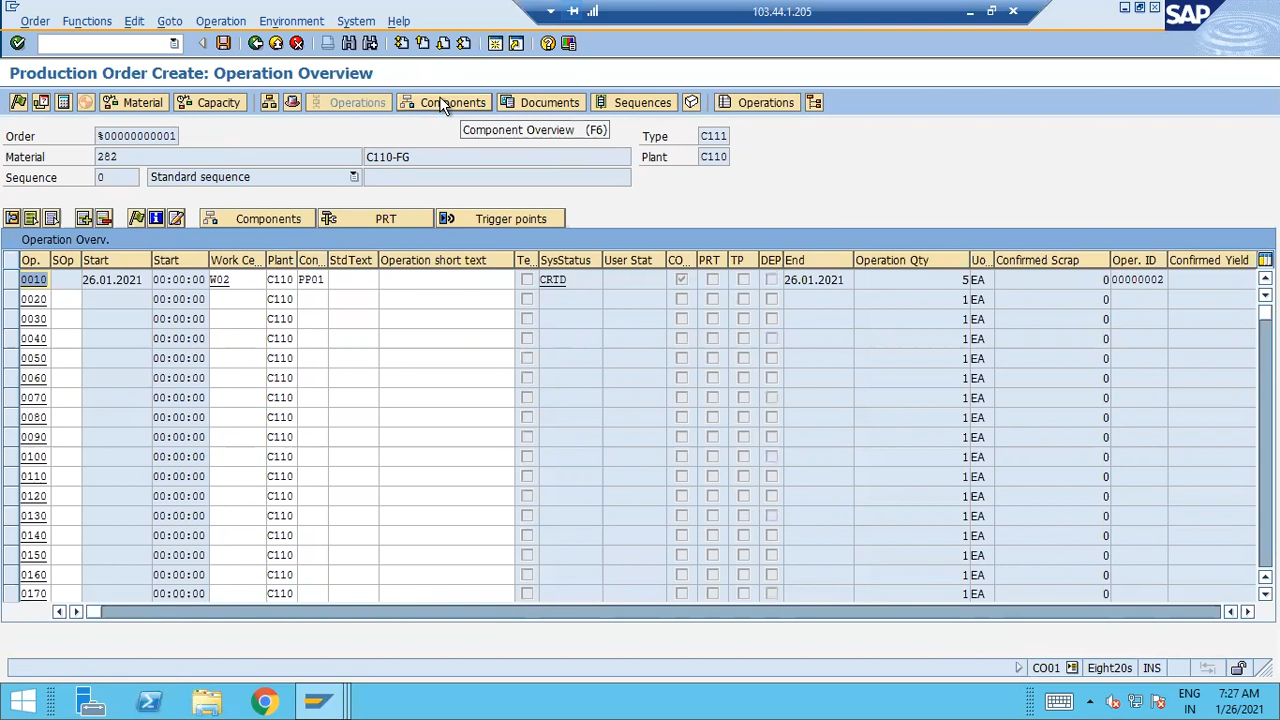 Order Functions Edit Goto Operation Environment System Help
103.44.1.205
SAP
Production Order Create: Operation Overview
Material Capacity Operations Components Documents Sequences Operations
Component Overview (F6)
Order %00000000001 Type C111
Material 282 C110-FG Plant C110
Sequence 0 Standard sequence
Components PRT Trigger points
Operation Overv.
Op. SOp Start Start Work Ce... Plant Con... StdText Operation short text Te... SysStatus User Stat CO... PRT TP DEP End Operation Qty Uo... Confirmed Scrap Oper. ID Confirmed Yield
0010 26.01.2021 00:00:00 W02 C110 PP01 CRTD 26.01.2021 5 EA 0 00000002
0020 00:00:00 C110 1 EA 0
0030 00:00:00 C110 1 EA 0
0040 00:00:00 C110 1 EA 0
0050 00:00:00 C110 1 EA 0
0060 00:00:00 C110 1 EA 0
0070 00:00:00 C110 1 EA 0
0080 00:00:00 C110 1 EA 0
0090 00:00:00 C110 1 EA 0
0100 00:00:00 C110 1 EA 0
0110 00:00:00 C110 1 EA 0
0120 00:00:00 C110 1 EA 0
0130 00:00:00 C110 1 EA 0
0140 00:00:00 C110 1 EA 0
0150 00:00:00 C110 1 EA 0
0160 00:00:00 C110 1 EA 0
0170 00:00:00 C110 1 EA 0
CO01 Eight20s INS
ENG 7:27 AM
IN 1/26/2021